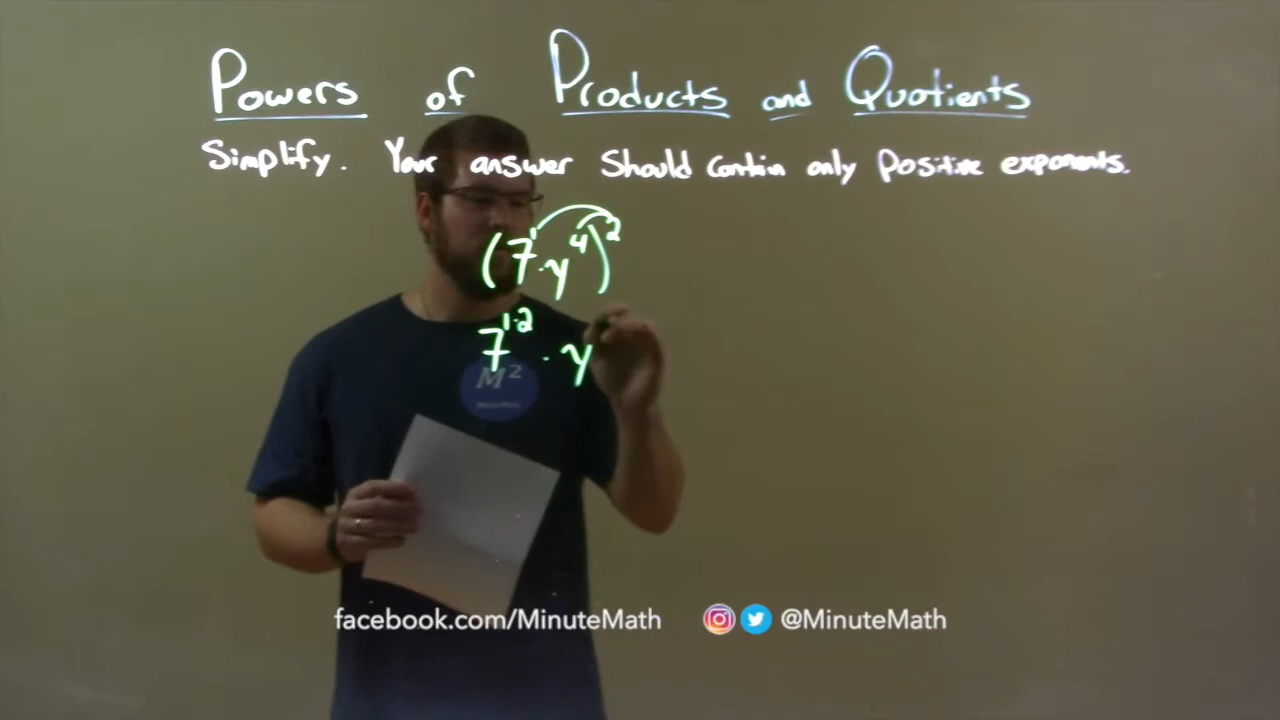 Powers of Products and Quotients
Simplify. Your answer should contain only positive exponents.
(7¹·y⁴)²
7¹·² · y
M²
facebook.com/MinuteMath @MinuteMath